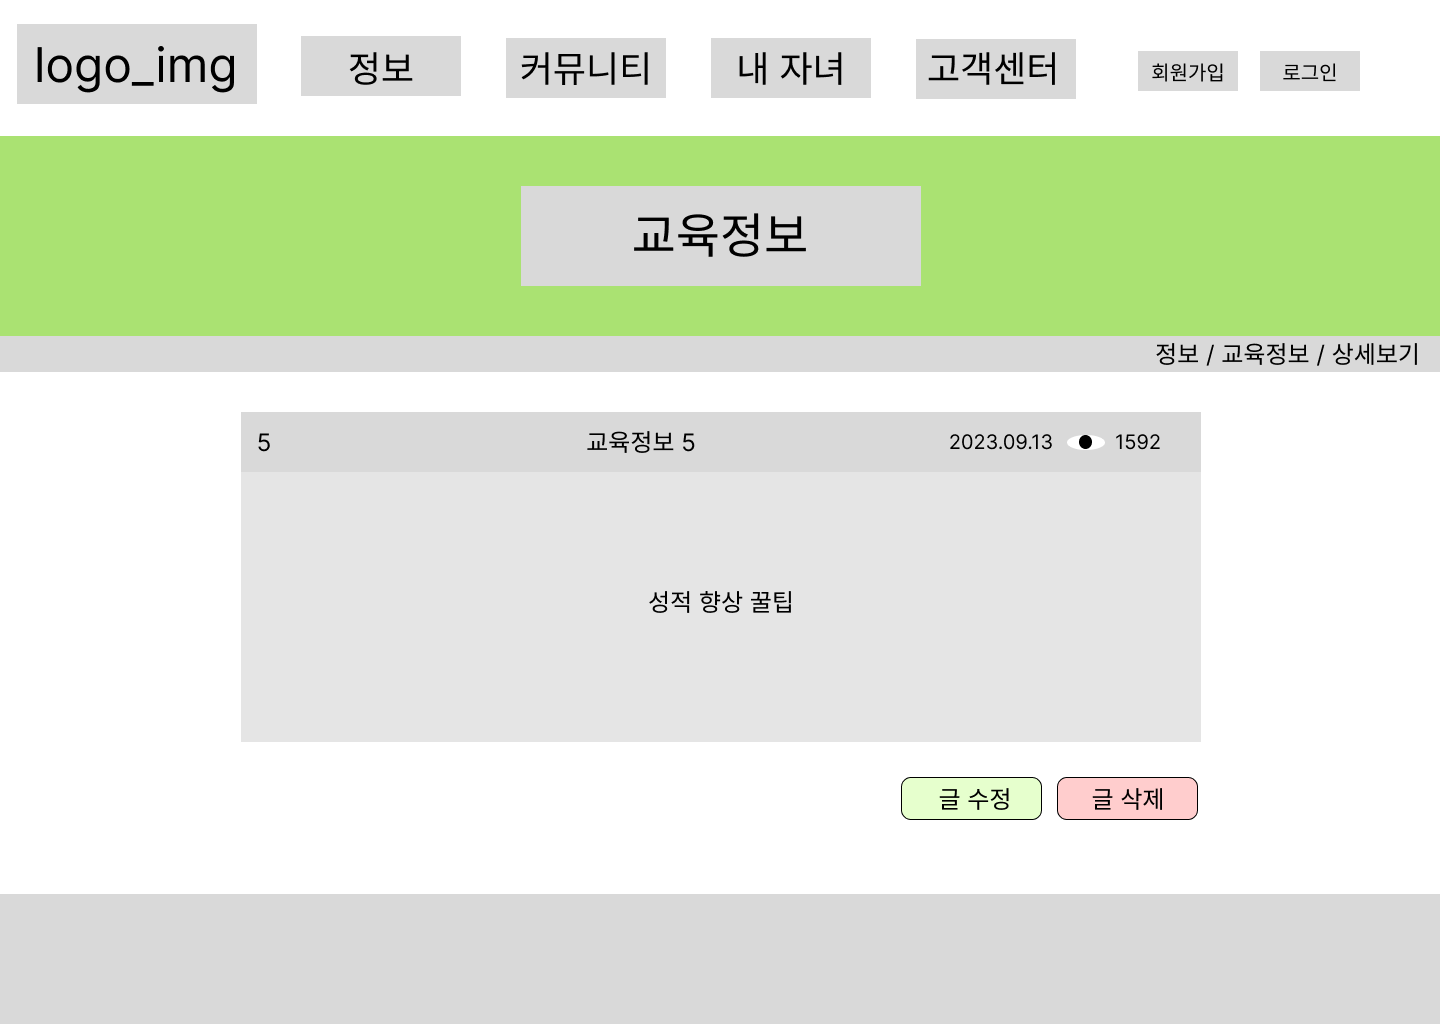 logo_img 정보 커뮤니티 내 자녀 고객센터 회원가입 로그인
교육정보
정보 / 교육정보 / 상세보기
5 교육정보 5 2023.09.13 1592
성적 향상 꿀팁
글 수정 글 삭제